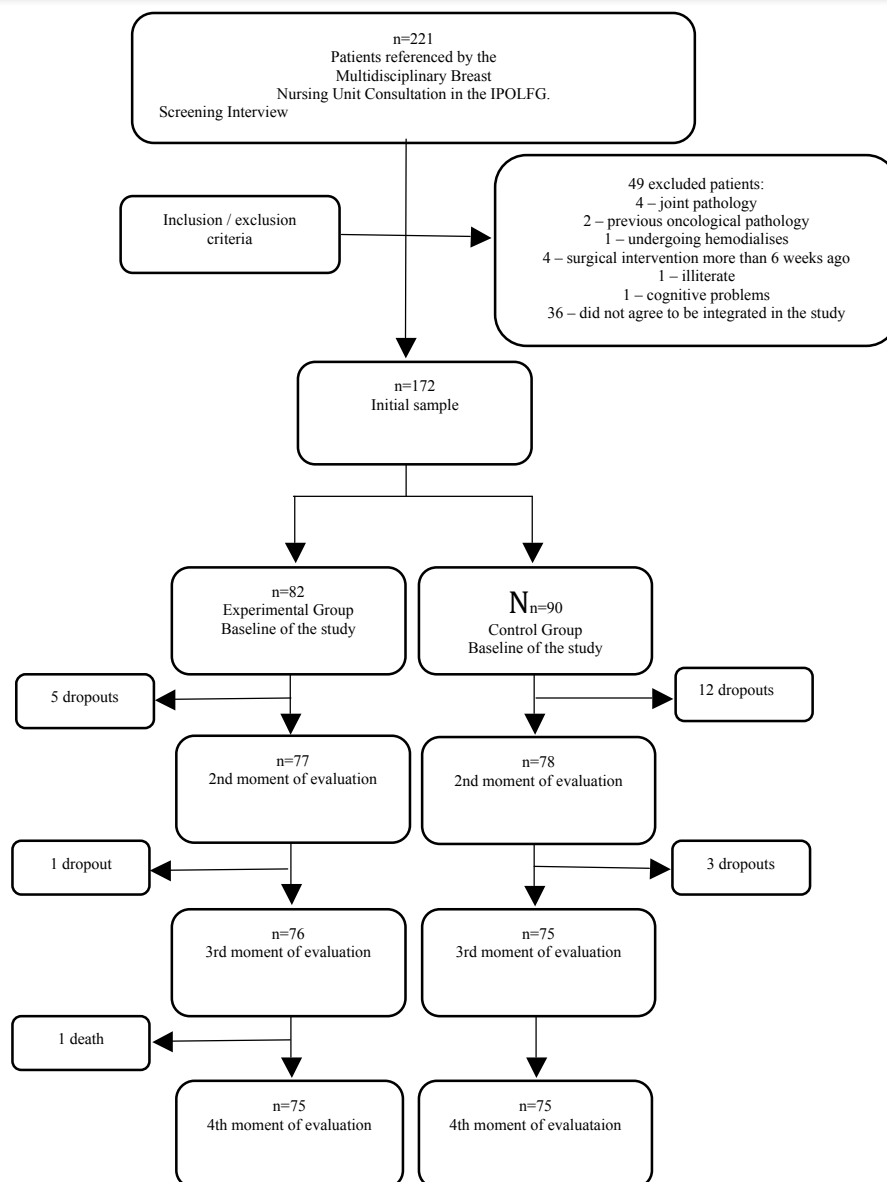 n=221
Patients referenced by the
Multidisciplinary Breast
Nursing Unit Consultation in the IPOLFG.
Screening Interview
Inclusion / exclusion
criteria
49 excluded patients:
4 – joint pathology
2 – previous oncological pathology
1 – undergoing hemodialises
4 – surgical intervention more than 6 weeks ago
1 – illiterate
1 – cognitive problems
36 – did not agree to be integrated in the study
n=172
Initial sample
n=82
Experimental Group
Baseline of the study
Nn=90
Control Group
Baseline of the study
5 dropouts
12 dropouts
n=77
2nd moment of evaluation
n=78
2nd moment of evaluation
1 dropout
3 dropouts
n=76
3rd moment of evaluation
n=75
3rd moment of evaluation
1 death
n=75
4th moment of evaluation
n=75
4th moment of evaluataion